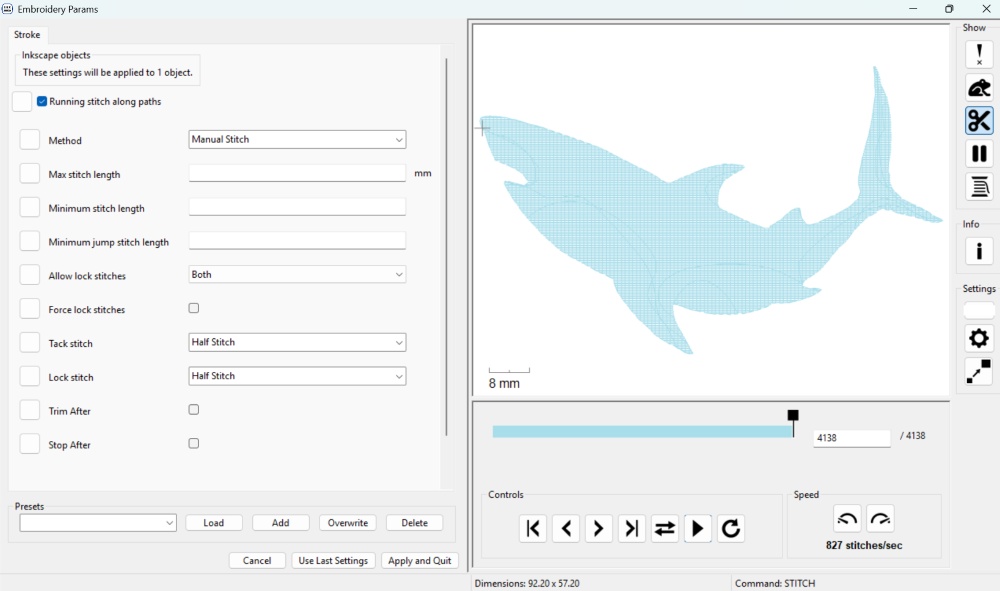 Embroidery Params
Stroke
Inkscape objects
These settings will be applied to 1 object.
Running stitch along paths
Method
Manual Stitch
Max stitch length
mm
Minimum stitch length
Minimum jump stitch length
Allow lock stitches
Both
Force lock stitches
Tack stitch
Half Stitch
Lock stitch
Half Stitch
Trim After
Stop After
Presets
Load
Add
Overwrite
Delete
Cancel
Use Last Settings
Apply and Quit
8 mm
4138
/ 4138
Controls
Speed
827 stitches/sec
Dimensions: 92.20 x 57.20
Command: STITCH
Show
Info
Settings